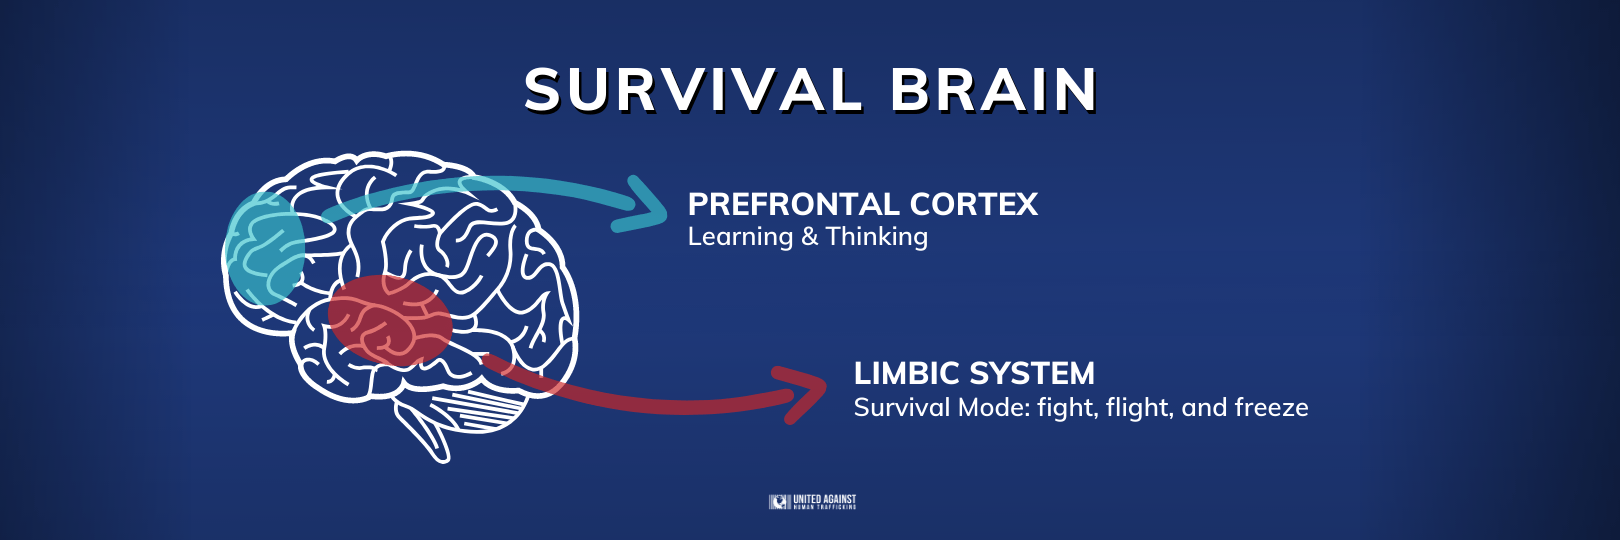 SURVIVAL BRAIN
PREFRONTAL CORTEX
Learning & Thinking
LIMBIC SYSTEM
Survival Mode: fight, flight, and freeze
UNITED AGAINST
HUMAN TRAFFICKING